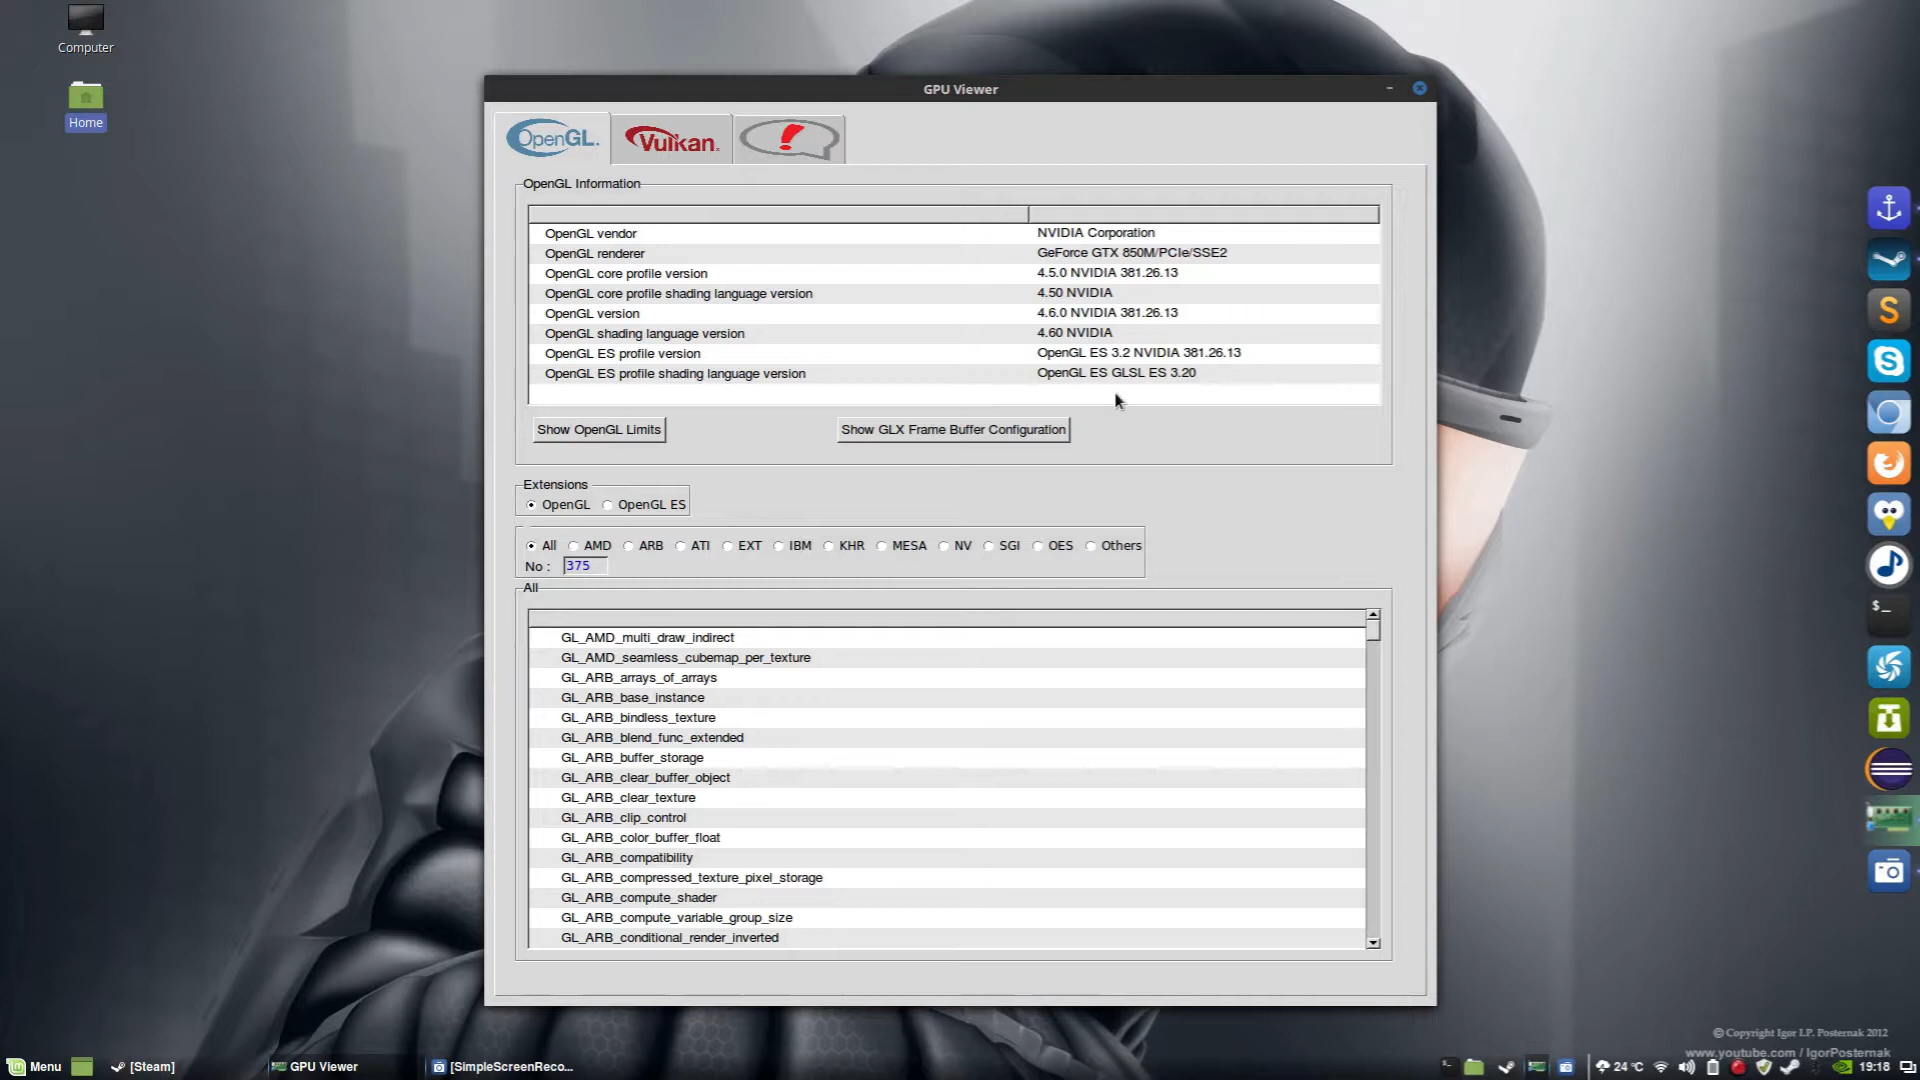 Computer
Home
GPU Viewer
OpenGL.
Vulkan.
OpenGL Information
OpenGL vendor NVIDIA Corporation
OpenGL renderer GeForce GTX 850M/PCIe/SSE2
OpenGL core profile version 4.5.0 NVIDIA 381.26.13
OpenGL core profile shading language version 4.50 NVIDIA
OpenGL version 4.6.0 NVIDIA 381.26.13
OpenGL shading language version 4.60 NVIDIA
OpenGL ES profile version OpenGL ES 3.2 NVIDIA 381.26.13
OpenGL ES profile shading language version OpenGL ES GLSL ES 3.20
Show OpenGL Limits Show GLX Frame Buffer Configuration
Extensions
OpenGL OpenGL ES
All AMD ARB ATI EXT IBM KHR MESA NV SGI OES Others
No : 375
All
GL_AMD_multi_draw_indirect
GL_AMD_seamless_cubemap_per_texture
GL_ARB_arrays_of_arrays
GL_ARB_base_instance
GL_ARB_bindless_texture
GL_ARB_blend_func_extended
GL_ARB_buffer_storage
GL_ARB_clear_buffer_object
GL_ARB_clear_texture
GL_ARB_clip_control
GL_ARB_color_buffer_float
GL_ARB_compatibility
GL_ARB_compressed_texture_pixel_storage
GL_ARB_compute_shader
GL_ARB_compute_variable_group_size
GL_ARB_conditional_render_inverted
© Copyright Igor I.P. Posternak 2012
www.youtube.com / IgorPosternak
Menu [Steam] GPU Viewer [SimpleScreenReco... 24 °C 19:18